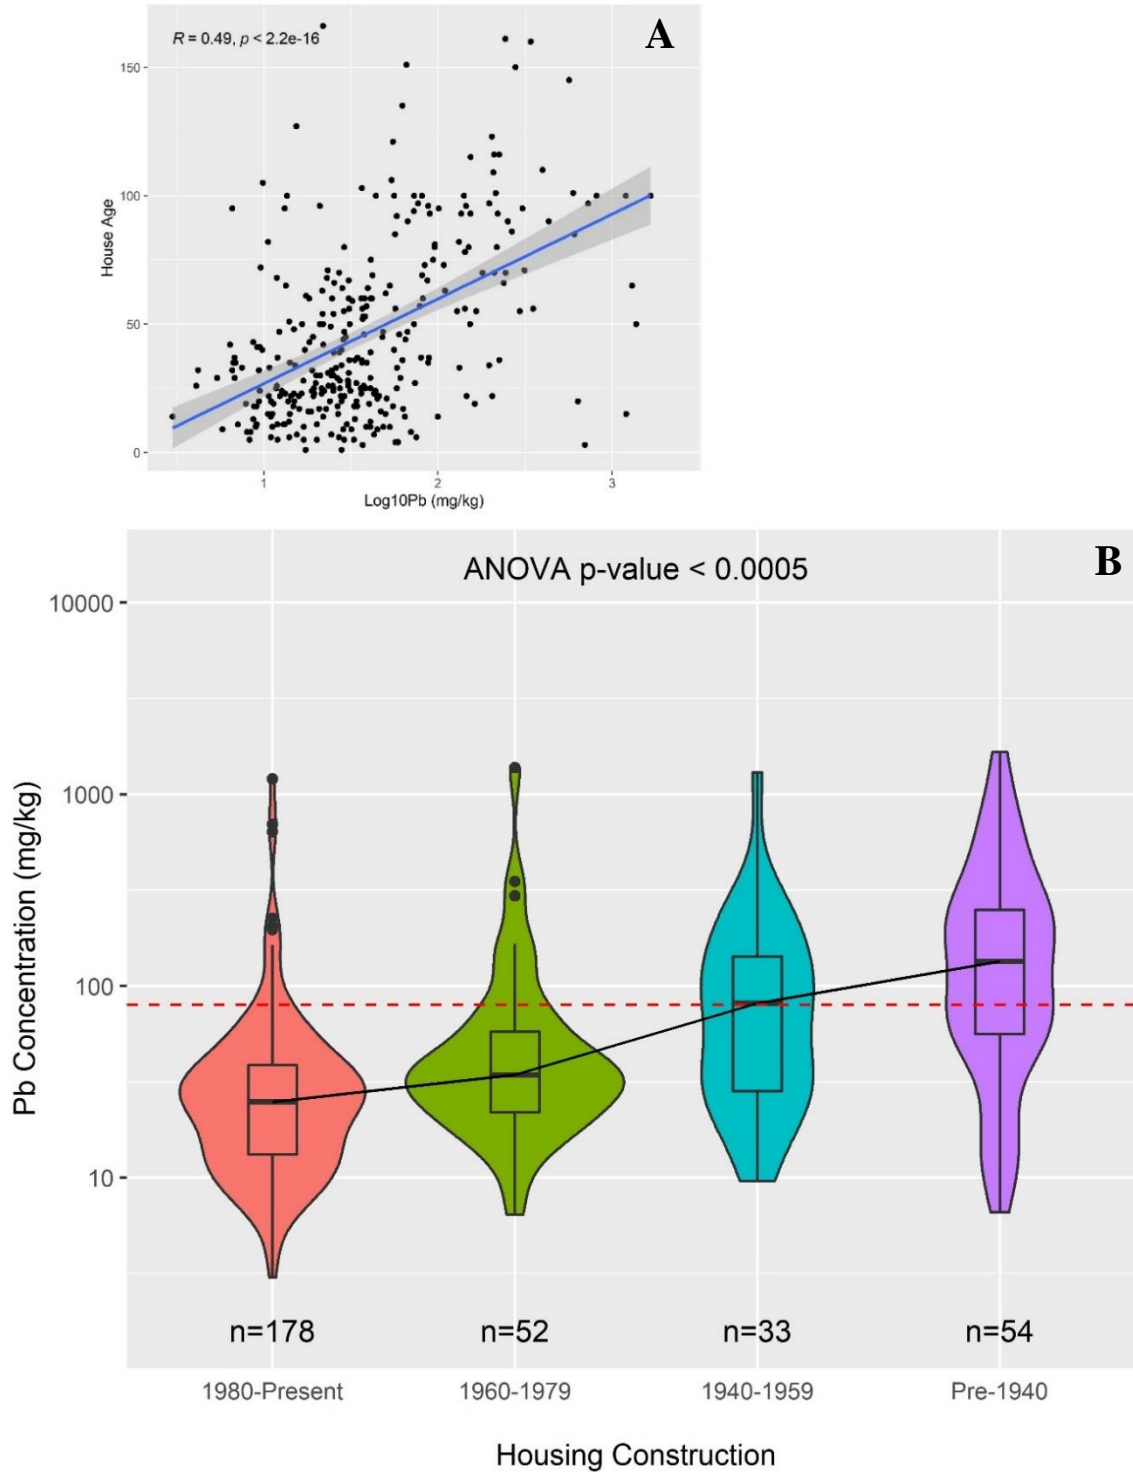 R = 0.49, p < 2.2e-16
A
150
100
50
0
House Age
1
2
3
Log10Pb (mg/kg)
ANOVA p-value < 0.0005
B
10000
1000
100
10
Pb Concentration (mg/kg)
n=178
n=52
n=33
n=54
1980-Present
1960-1979
1940-1959
Pre-1940
Housing Construction